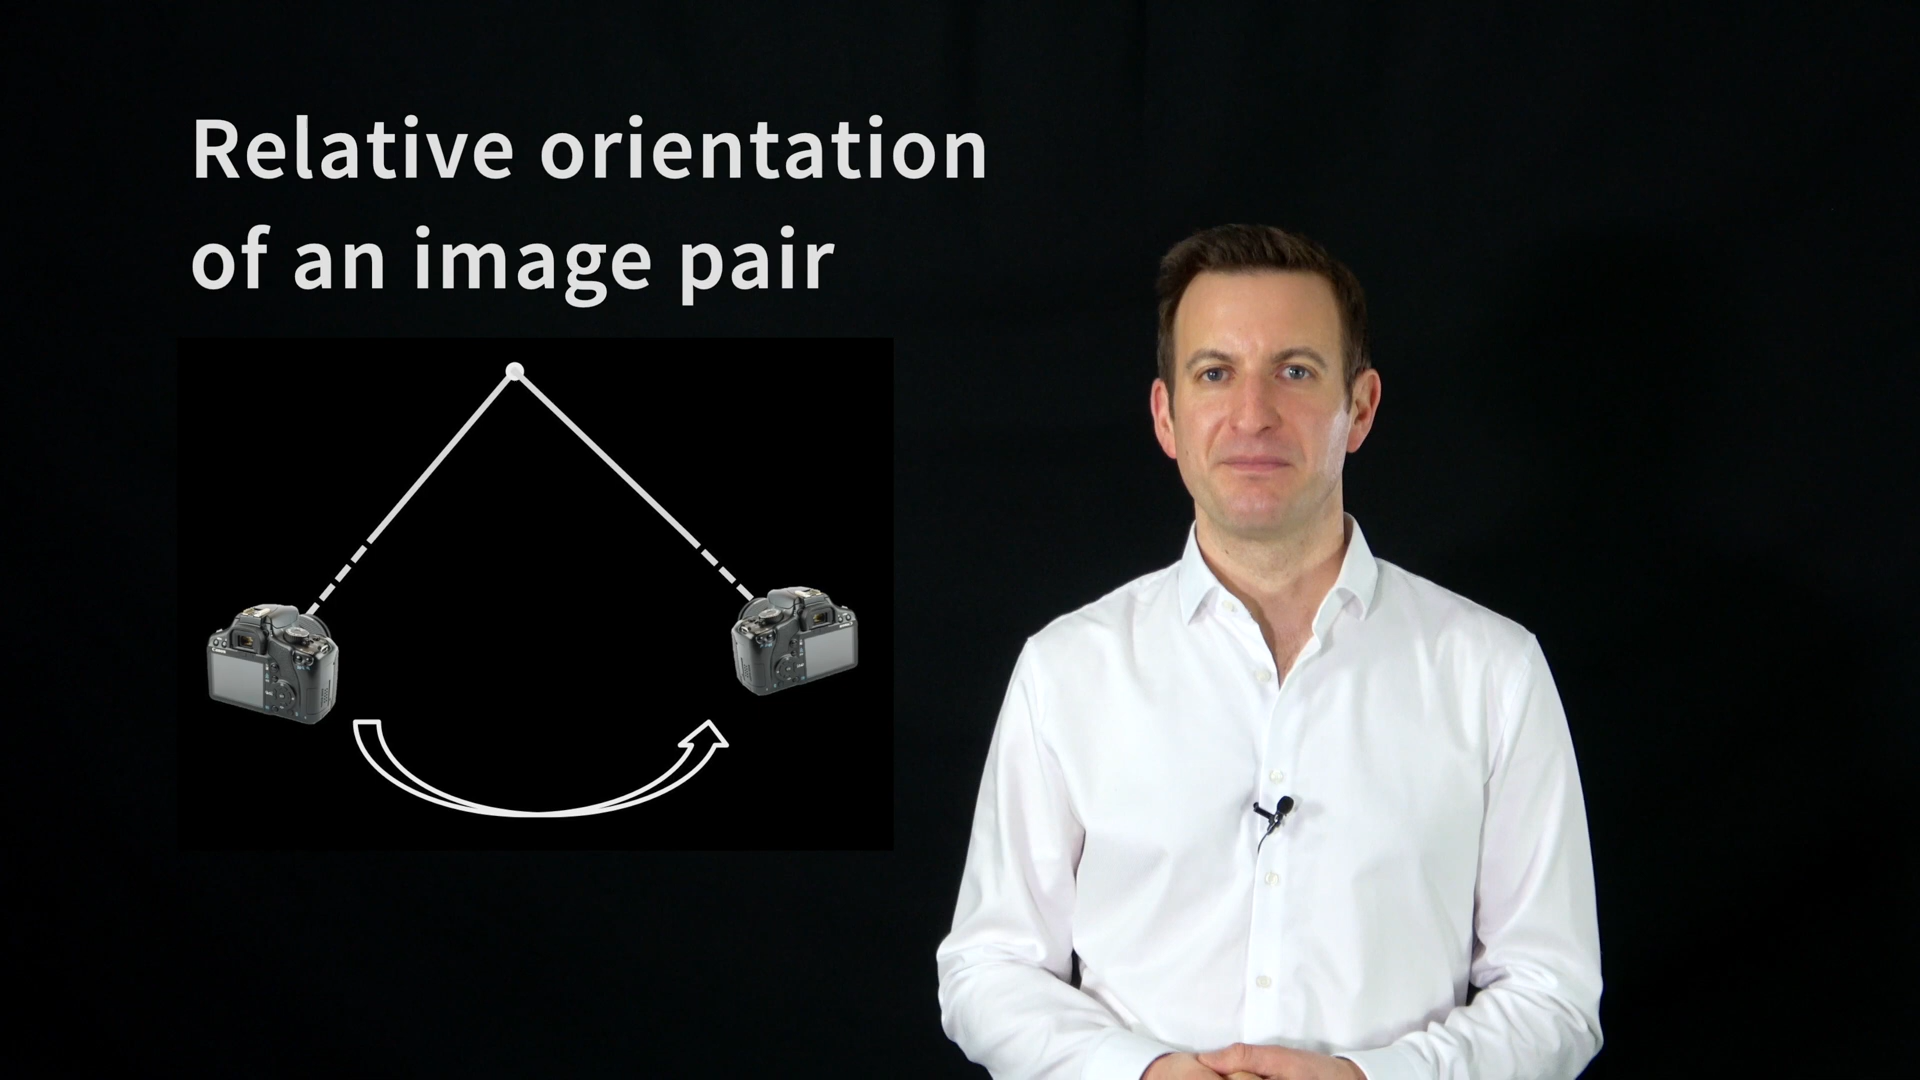 Relative orientation
of an image pair